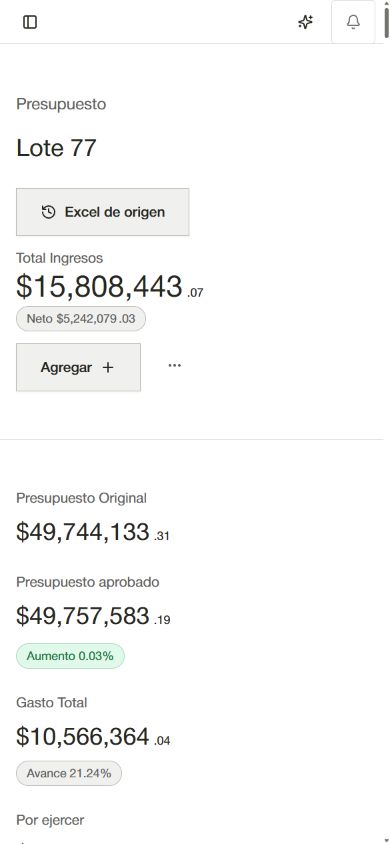 Presupuesto
Lote 77
Excel de origen
Total Ingresos
$15,808,443.07
Neto $5,242,079.03
Agregar +
Presupuesto Original
$49,744,133.31
Presupuesto aprobado
$49,757,583.19
Aumento 0.03%
Gasto Total
$10,566,364.04
Avance 21.24%
Por ejercer